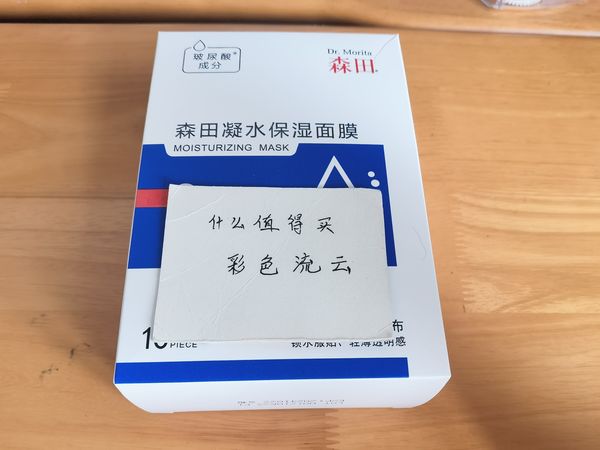 玻尿酸*
成分
Dr. Morita
森田
森田凝水保湿面膜
MOISTURIZING MASK
什么值得买
彩色流云
布
PIECE
锁水服贴、轻薄透明感